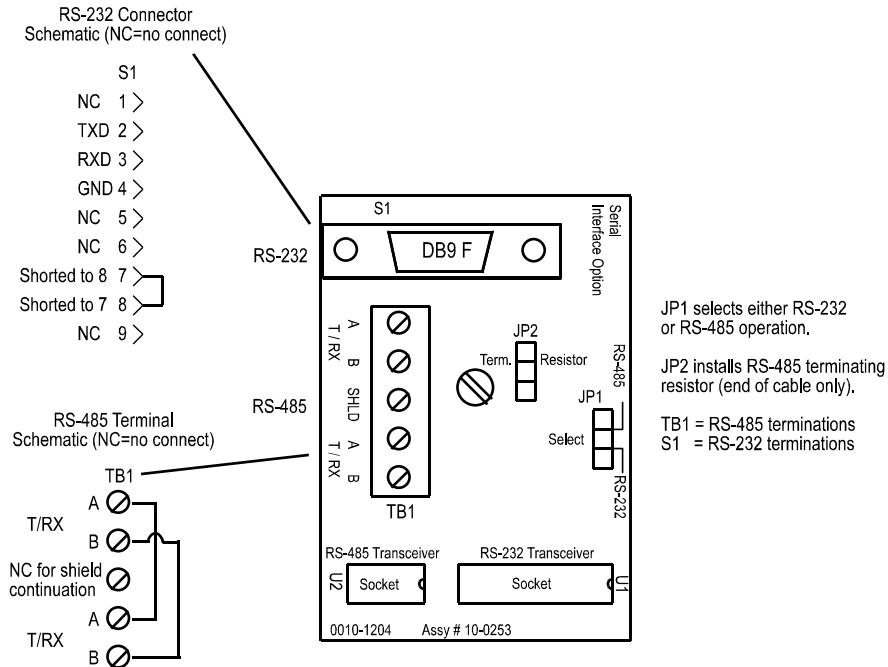 RS-232 Connector
Schematic (NC=no connect)
S1
NC 1
TXD 2
RXD 3
GND 4
NC 5
NC 6
Shorted to 8 7
Shorted to 7 8
NC 9
RS-485 Terminal
Schematic (NC=no connect)
TB1
A
T/RX
B
NC for shield
continuation
A
T/RX
B
RS-232
RS-485
S1
DB9 F
Serial
Interface Option
A
T / RX
B
SHLD
A
T / RX
B
TB1
JP2
Term.
Resistor
RS-485
JP1
Select
RS-232
RS-485 Transceiver
U2
Socket
RS-232 Transceiver
Socket
U1
0010-1204 Assy # 10-0253
JP1 selects either RS-232
or RS-485 operation.
JP2 installs RS-485 terminating
resistor (end of cable only).
TB1 = RS-485 terminations
S1 = RS-232 terminations